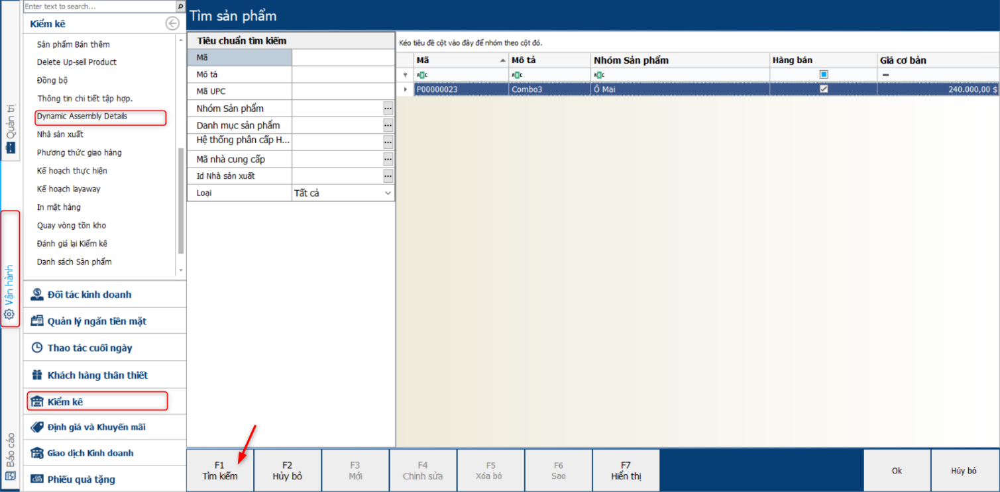 Enter text to search...
Kiểm kê
Sản phẩm Bán thêm
Delete Up-sell Product
Đồng bộ
Thông tin chi tiết tập hợp.
Dynamic Assembly Details
Nhà sản xuất
Phương thức giao hàng
Kế hoạch thực hiện
Kế hoạch layaway
In mặt hàng
Quay vòng tồn kho
Đánh giá lại Kiểm kê
Danh sách Sản phẩm
Đối tác kinh doanh
Quản lý ngăn tiền mặt
Thao tác cuối ngày
Khách hàng thân thiết
Kiểm kê
Định giá và Khuyến mãi
Giao dịch Kinh doanh
Phiếu quà tặng
Quản trị
Vận hành
Báo cáo
Tìm sản phẩm
Tiêu chuẩn tìm kiếm
Mã
Mô tả
Mã UPC
Nhóm Sản phẩm
Danh mục sản phẩm
Hệ thống phân cấp H...
Mã nhà cung cấp
Id Nhà sản xuất
Loại Tất cả
Kéo tiêu đề cột vào đây để nhóm theo cột đó.
Mã Mô tả Nhóm Sản phẩm Hàng bán Giá cơ bản
=
P00000023 Combo3 Ô Mai 240.000,00 $
F1 Tìm kiếm
F2 Hủy bỏ
F3 Mới
F4 Chỉnh sửa
F5 Xóa bỏ
F6 Sao
F7 Hiển thị
Ok
Hủy bỏ